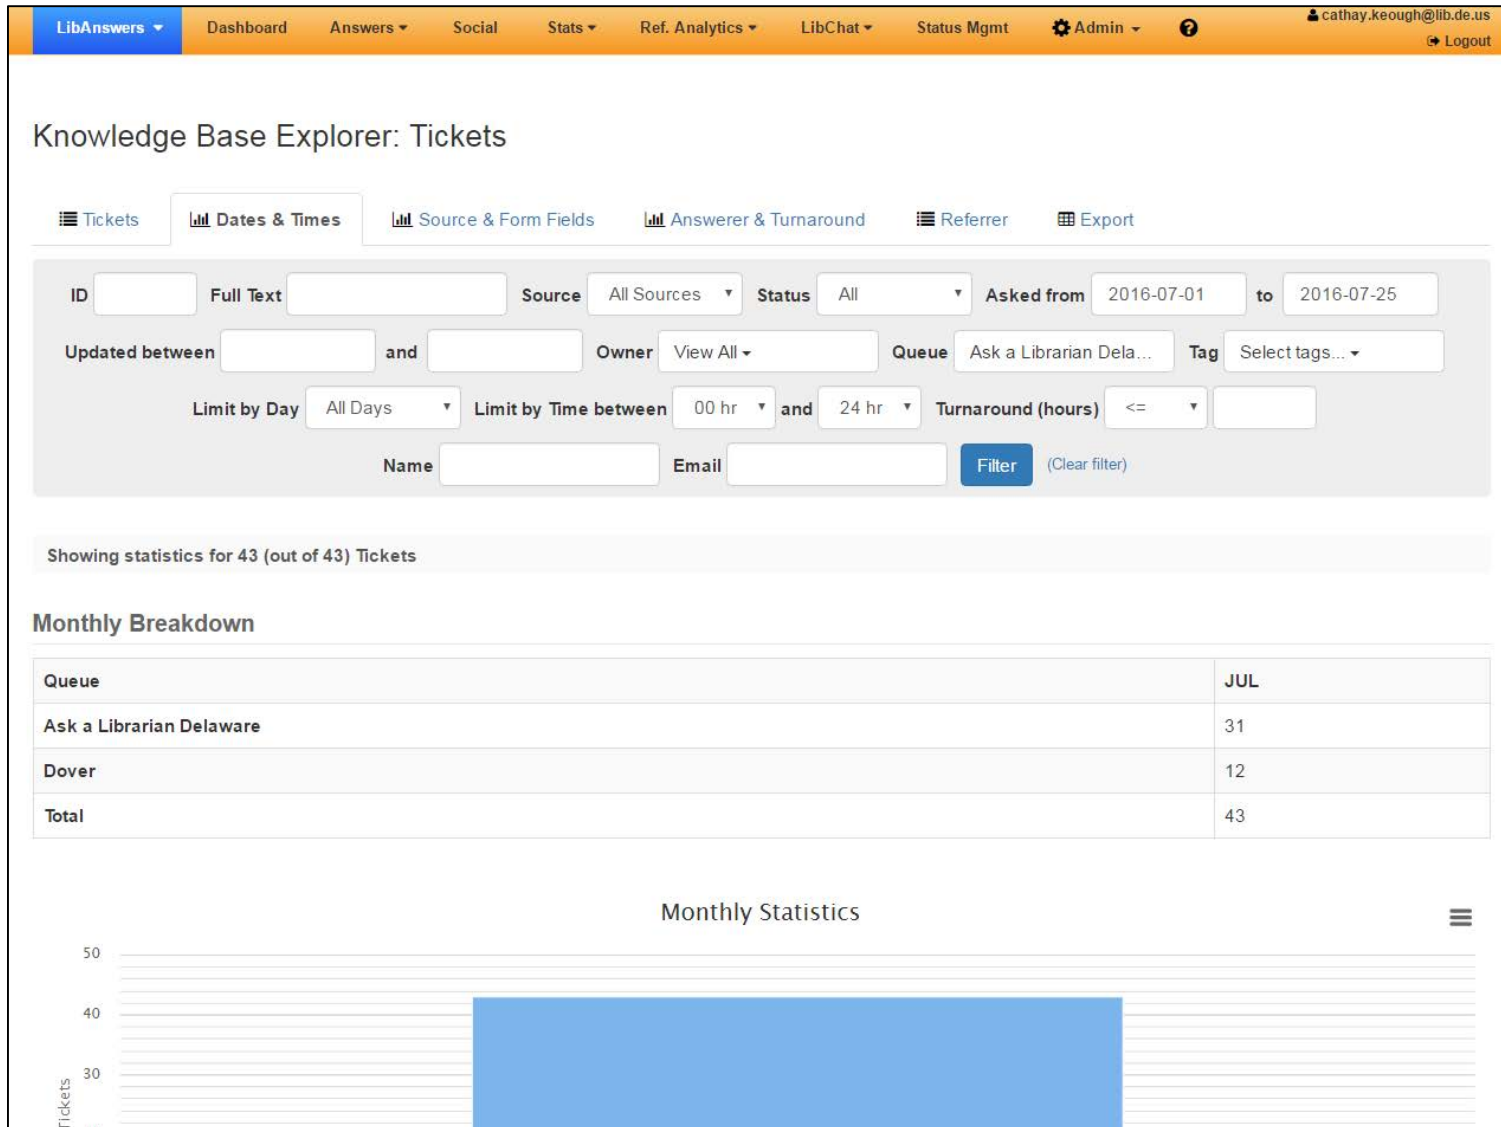 LibAnswers Dashboard Answers Social Stats Ref. Analytics LibChat Status Mgmt Admin cathay.keough@lib.de.us
Logout
Knowledge Base Explorer: Tickets
Tickets Dates & Times Source & Form Fields Answerer & Turnaround Referrer Export
ID Full Text Source All Sources Status All Asked from 2016-07-01 to 2016-07-25
Updated between and Owner View All Queue Ask a Librarian Dela... Tag Select tags...
Limit by Day All Days Limit by Time between 00 hr and 24 hr Turnaround (hours) <=
Name Email Filter (Clear filter)
Showing statistics for 43 (out of 43) Tickets
Monthly Breakdown
Queue JUL
Ask a Librarian Delaware 31
Dover 12
Total 43
Monthly Statistics
50
40
30
Tickets